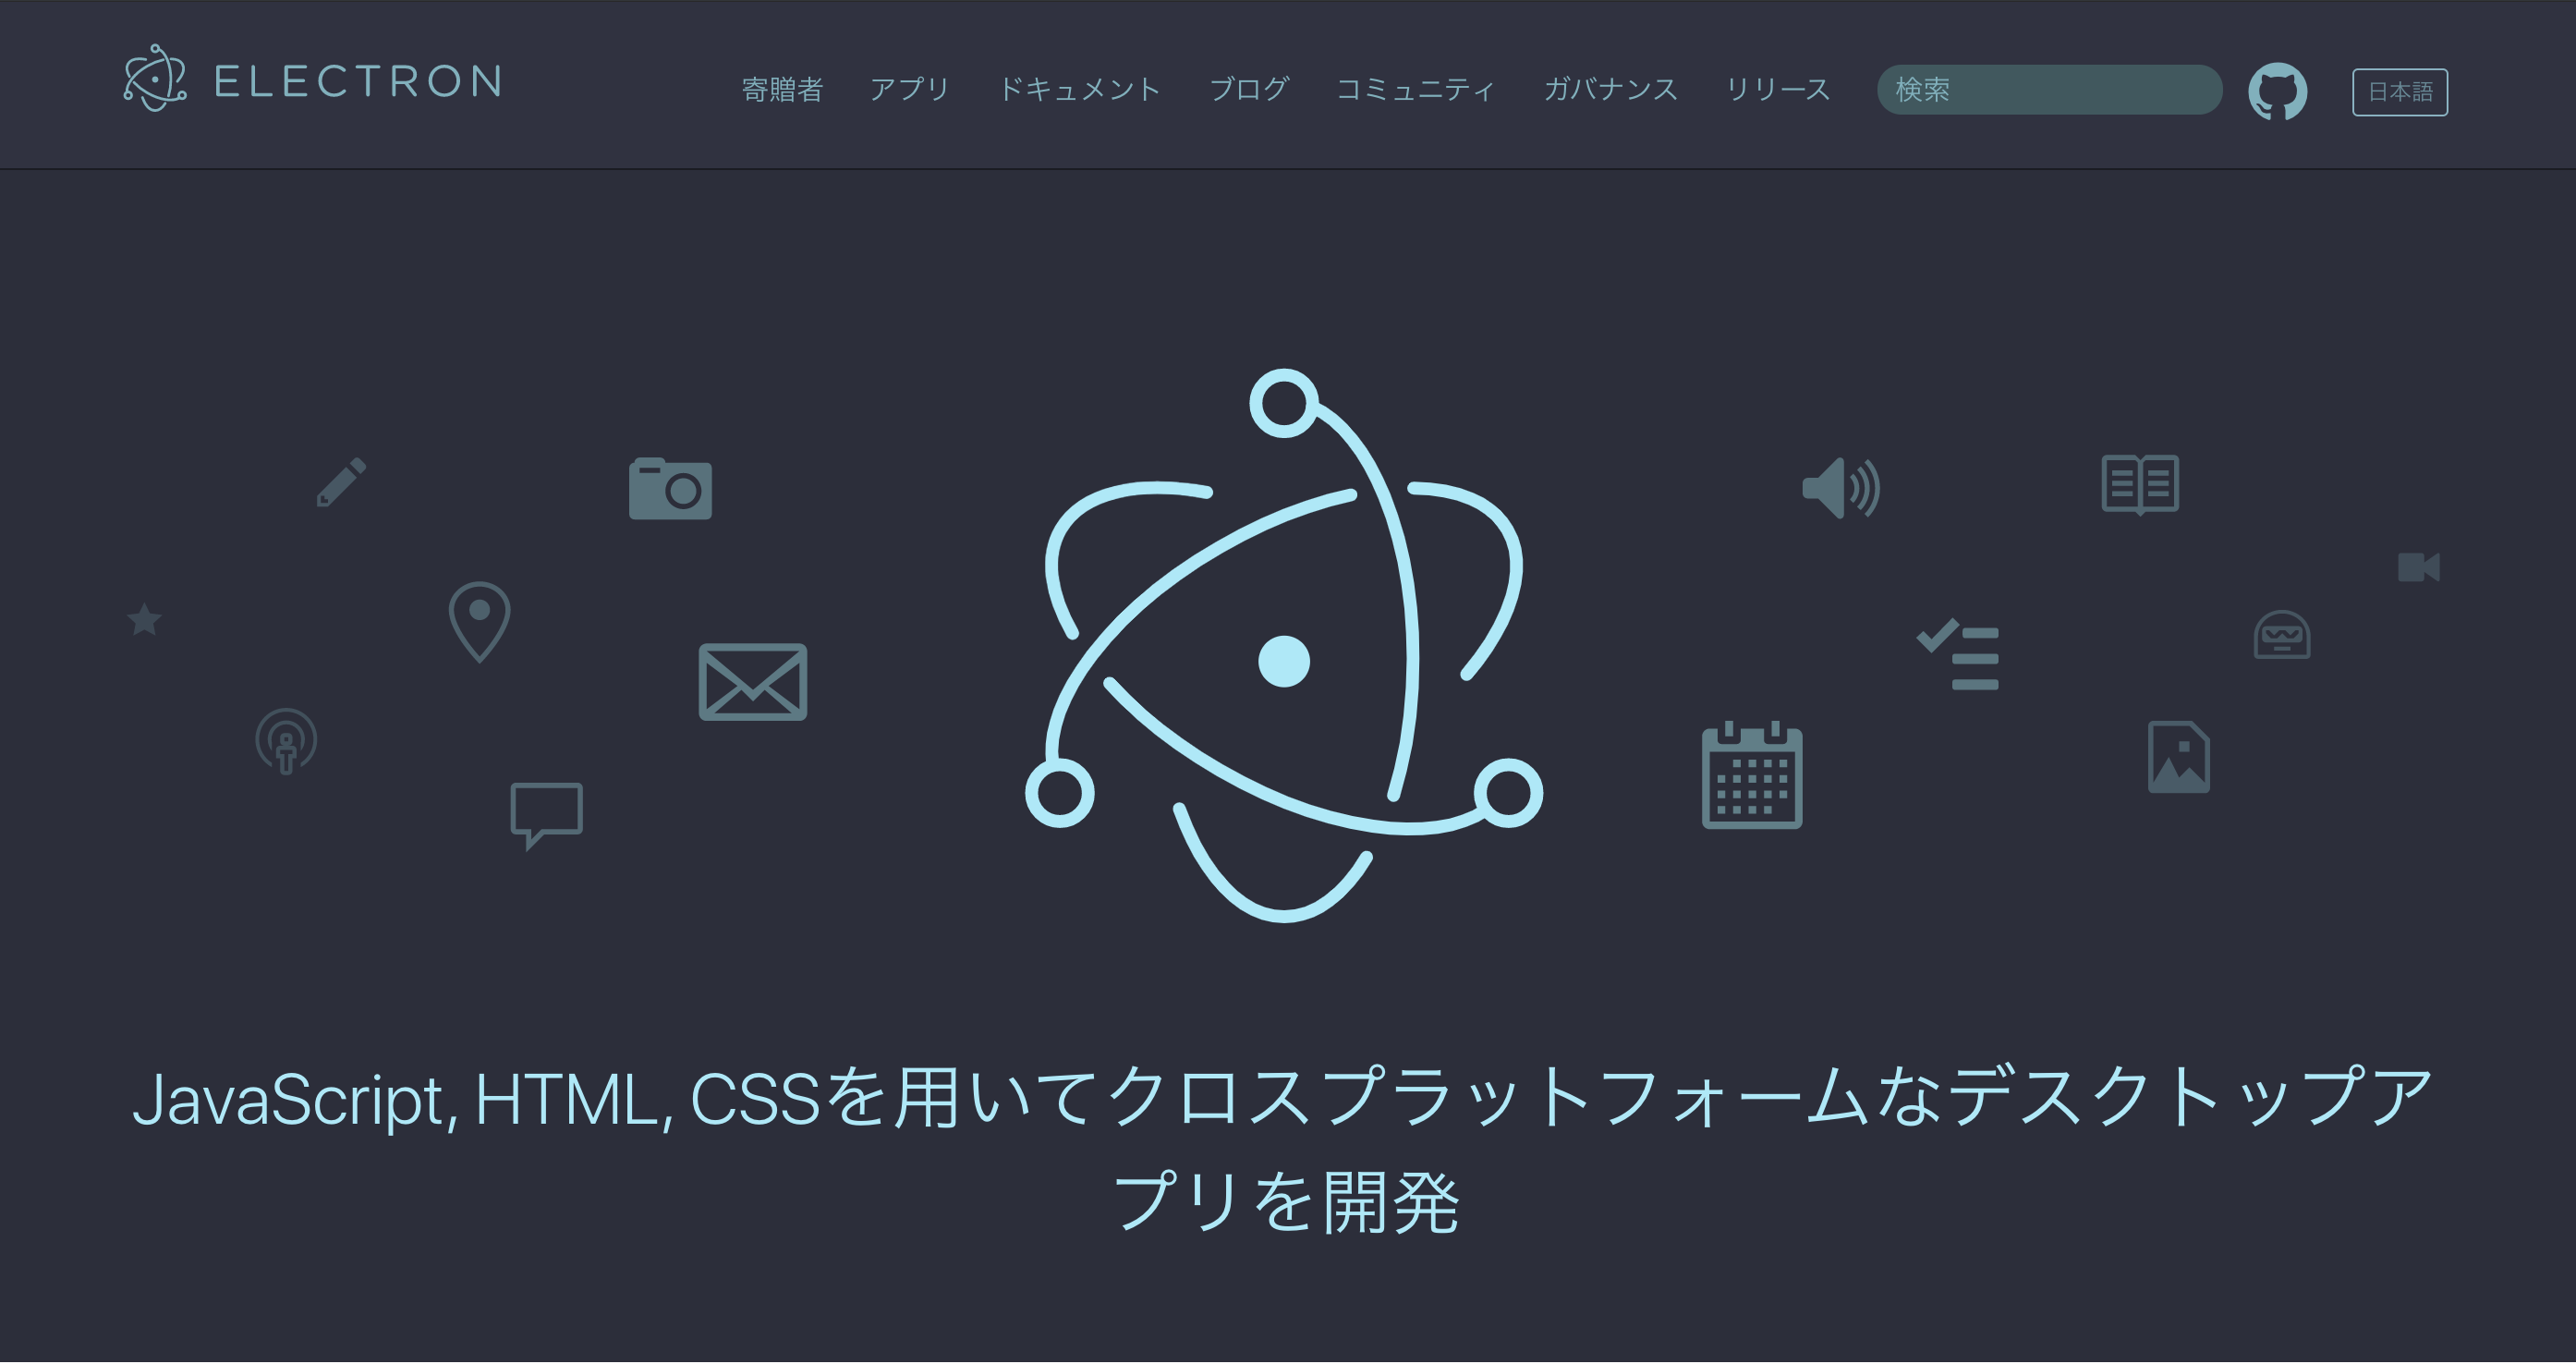 ELECTRON
寄贈者 アプリ ドキュメント ブログ コミュニティ ガバナンス リリース 検索 日本語
JavaScript, HTML, CSSを用いてクロスプラットフォームなデスクトップア
プリを開発